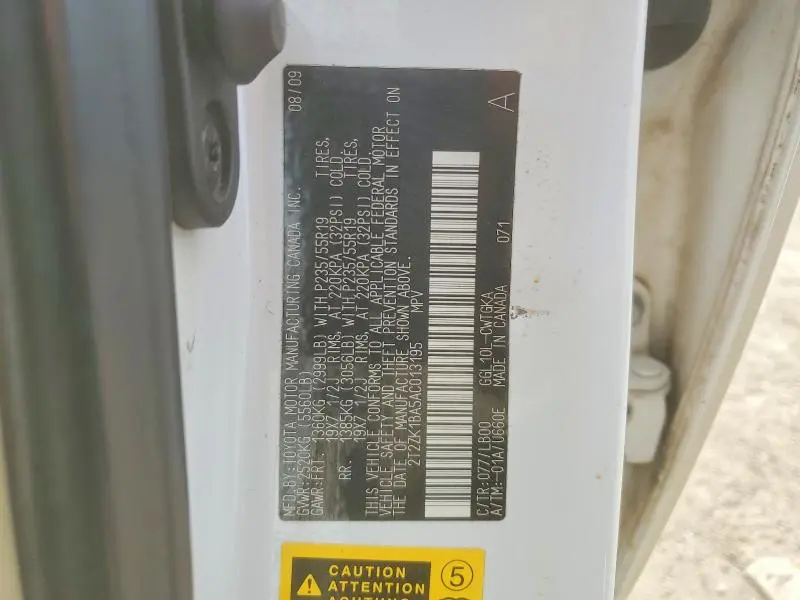 MFD.BY:TOYOTA MOTOR MANUFACTURING CANADA INC. 08/09
GVWR:2520KG(5560LB)
GAWR:FRT. 1360KG (2999LB) WITH P235/55R19 TIRES,
19X7 1/2J RIMS, AT 220KPA (32PSI) COLD
RR. 1385KG (3056LB) WITH P235/55R19 TIRES,
19X7 1/2J RIMS, AT 220KPA (32PSI) COLD
THIS VEHICLE CONFORMS TO ALL APPLICABLE FEDERAL MOTOR
VEHICLE SAFETY AND THEFT PREVENTION STANDARDS IN EFFECT ON
THE DATE OF MANUFACTURE SHOWN ABOVE.
2T2ZK1BA5AC013195 MPV
C/TR:077/LB00 GGL10L-CWTGKA 071
A/TM:-01A/U660E MADE IN CANADA
A
CAUTION
ATTENTION
ACHTUNG
5